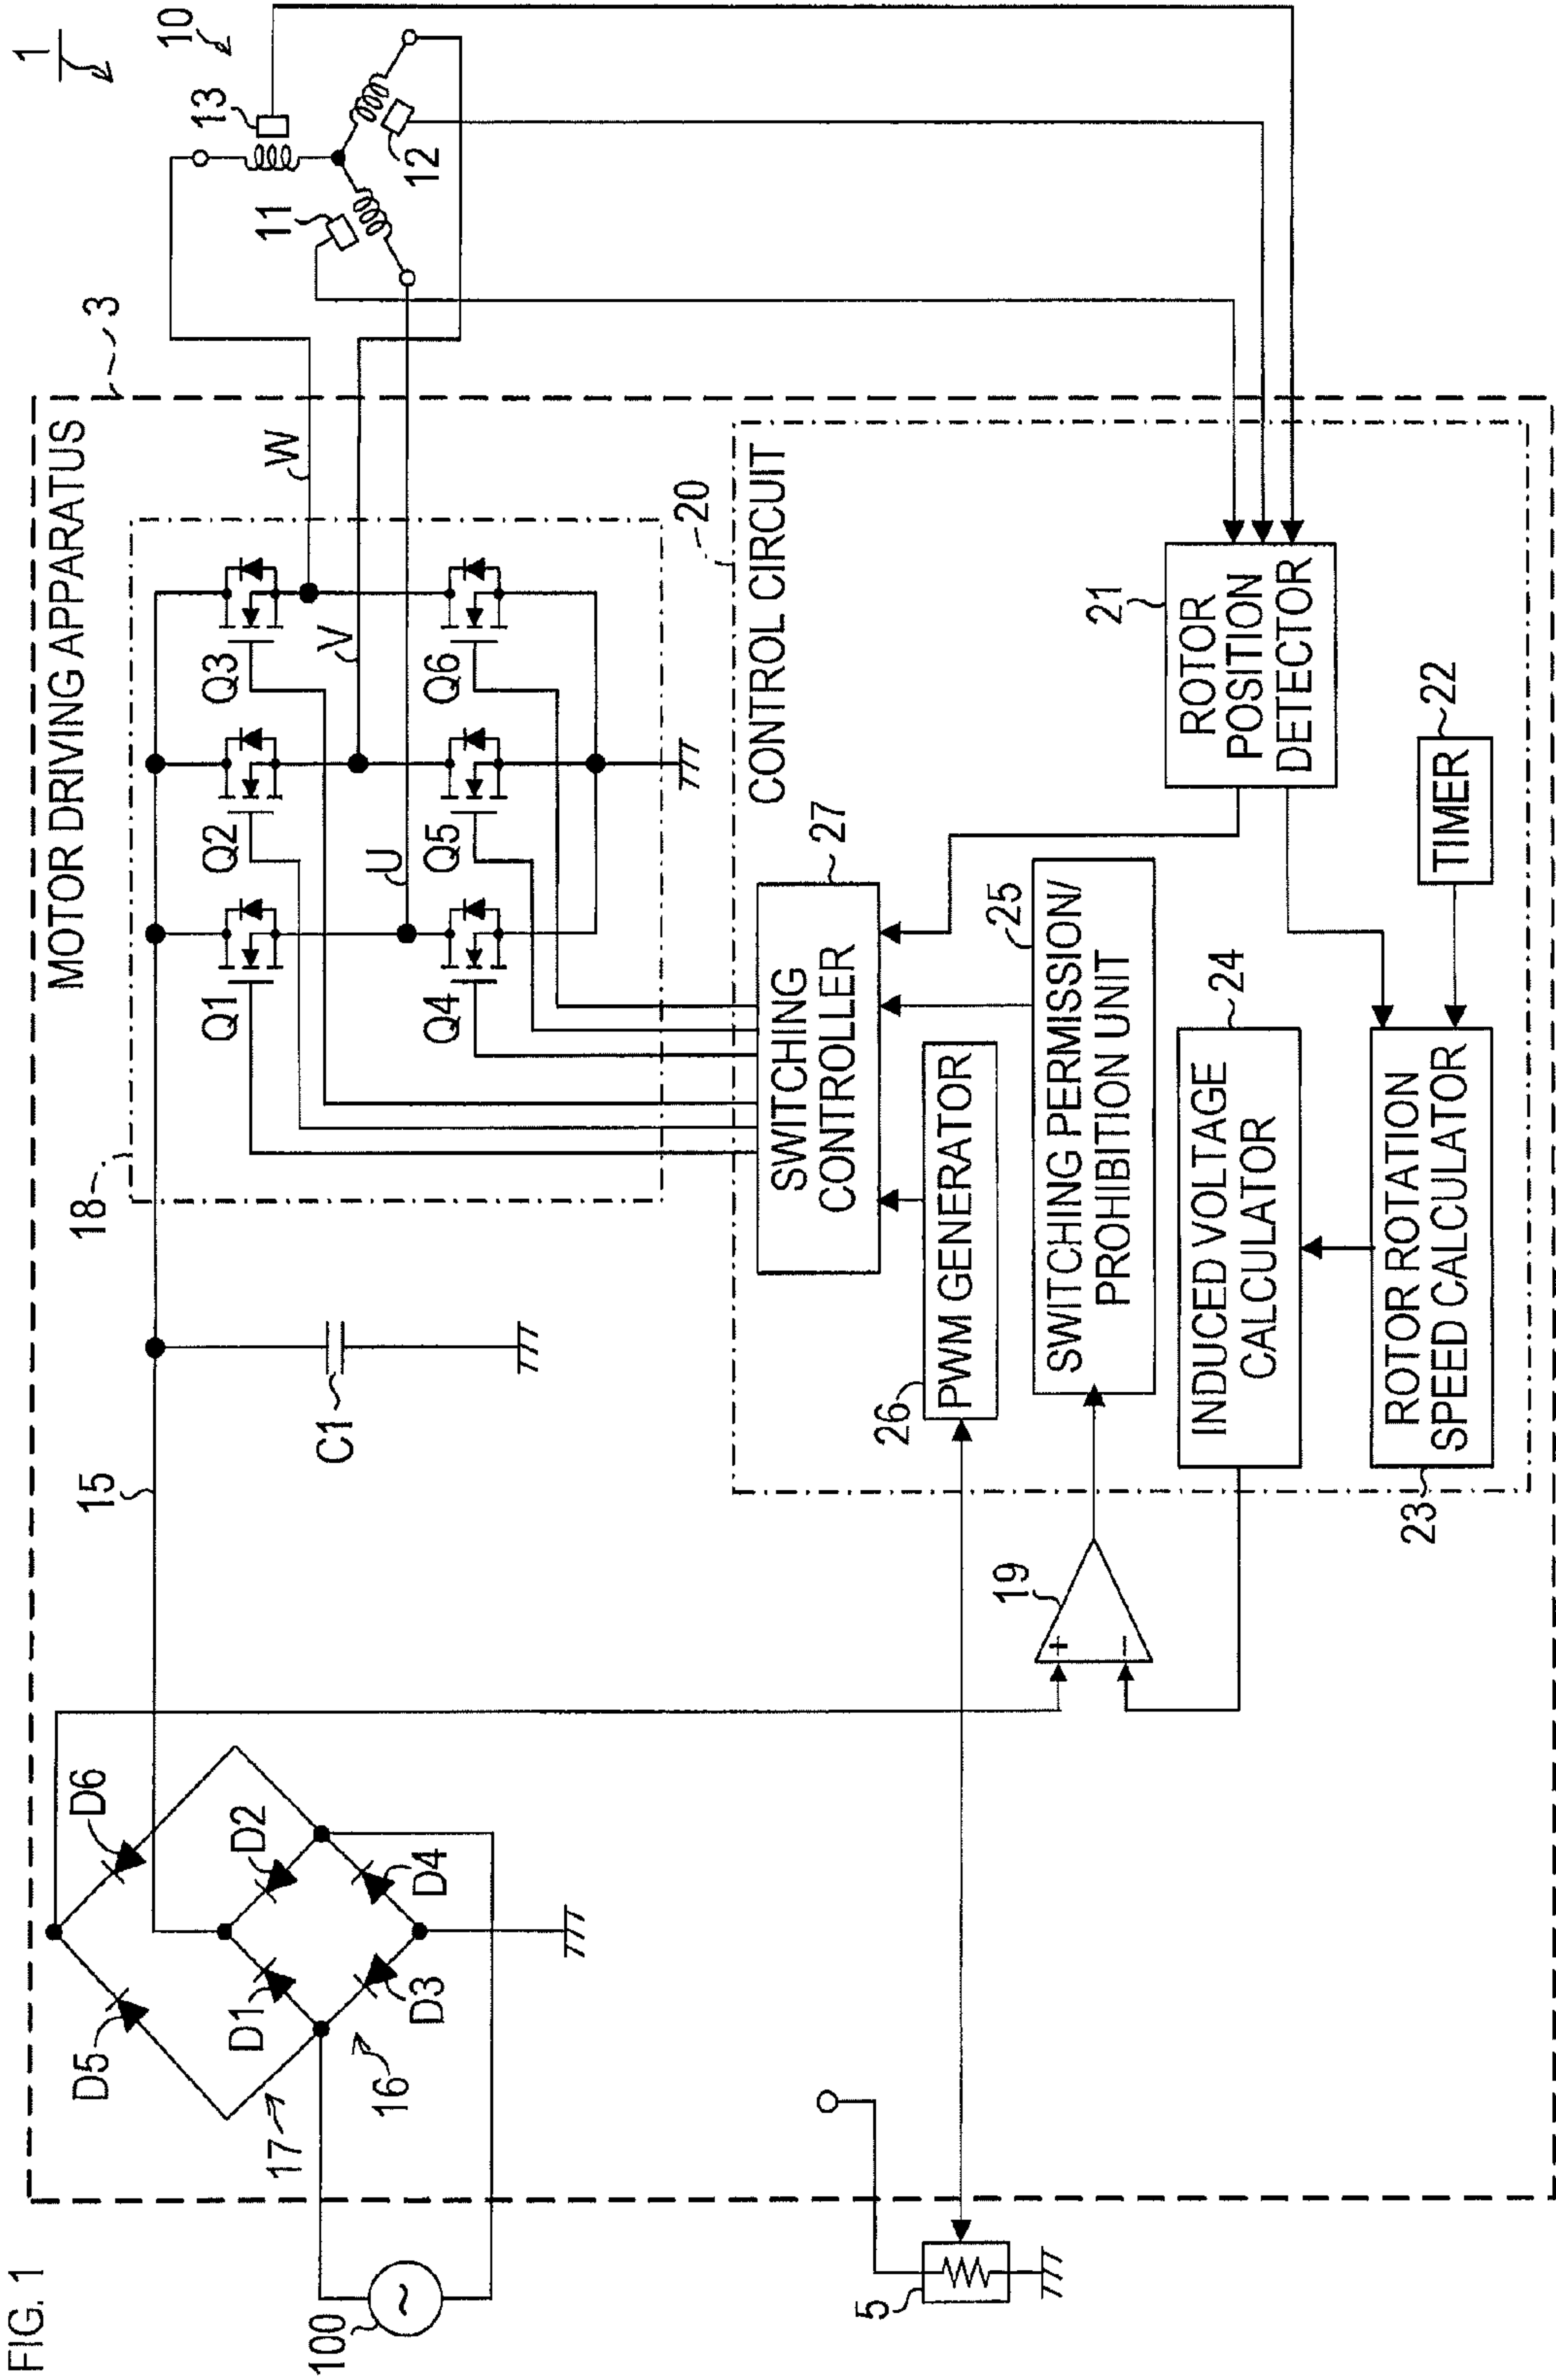 FIG. 1
1
10
3
MOTOR DRIVING APPARATUS
100
17
16
D5
D6
D1
D2
D3
D4
15
C1
18
Q1
Q2
Q3
Q4
Q5
Q6
U
V
W
11
12
13
20
CONTROL CIRCUIT
27
SWITCHING
CONTROLLER
26
PWM GENERATOR
25
SWITCHING PERMISSION/
PROHIBITION UNIT
24
INDUCED VOLTAGE
CALCULATOR
23
ROTOR ROTATION
SPEED CALCULATOR
22
TIMER
21
ROTOR
POSITION
DETECTOR
19
+
−
5